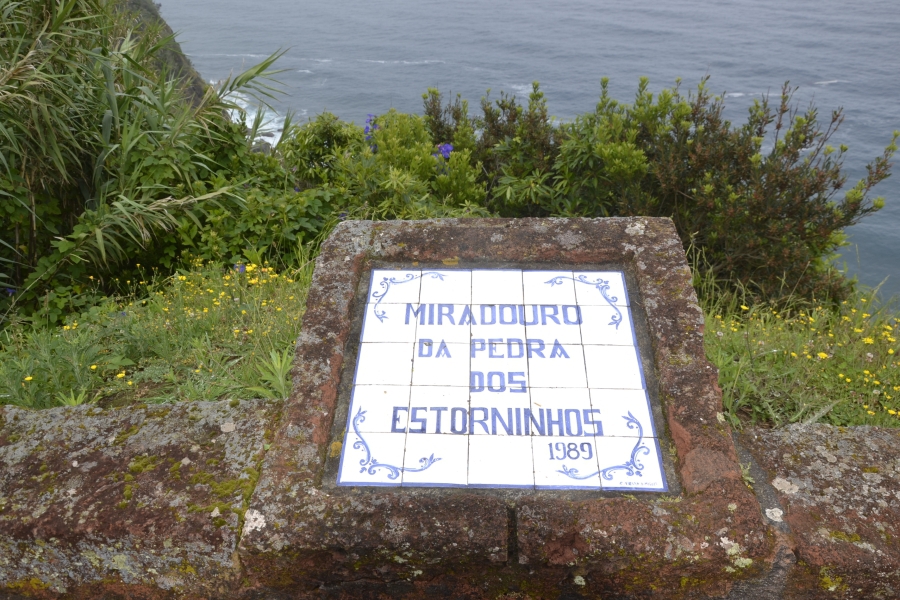 MIRADOURO
DA PEDRA
DOS
ESTORNINHOS
1989